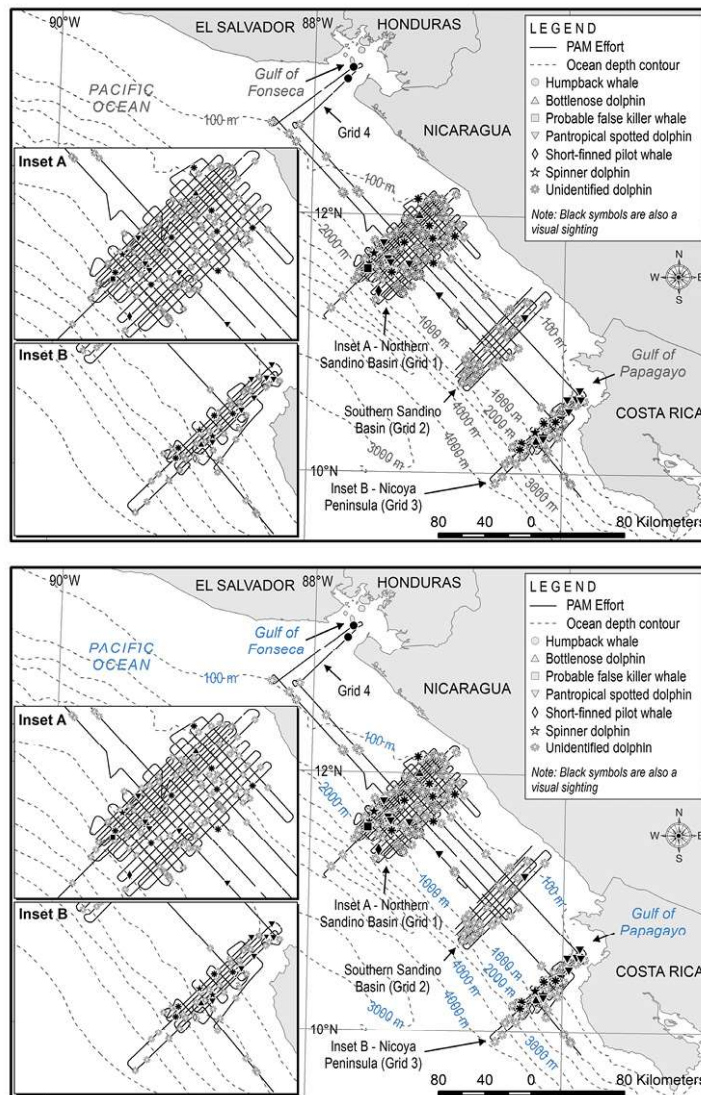 90°W
EL SALVADOR
88°W
HONDURAS
Gulf of
Fonseca
PACIFIC
OCEAN
100 m
Grid 4
NICARAGUA
LEGEND
PAM Effort
Ocean depth contour
Humpback whale
Bottlenose dolphin
Probable false killer whale
Pantropical spotted dolphin
Short-finned pilot whale
Spinner dolphin
Unidentified dolphin
Note: Black symbols are also a
visual sighting
Inset A
100 m
12°N
2000 m
N
W E
S
Inset A - Northern
Sandino Basin (Grid 1)
1000 m
100 m
Gulf of
Papagayo
Inset B
Southern Sandino
Basin (Grid 2)
4000 m
1000 m
2000 m
COSTA RICA
3000 m
4000 m
10°N
3000 m
Inset B - Nicoya
Peninsula (Grid 3)
80 40 0 80 Kilometers
90°W
EL SALVADOR
88°W
HONDURAS
Gulf of
Fonseca
PACIFIC
OCEAN
100 m
Grid 4
NICARAGUA
LEGEND
PAM Effort
Ocean depth contour
Humpback whale
Bottlenose dolphin
Probable false killer whale
Pantropical spotted dolphin
Short-finned pilot whale
Spinner dolphin
Unidentified dolphin
Note: Black symbols are also a
visual sighting
Inset A
100 m
12°N
2000 m
N
W E
S
Inset A - Northern
Sandino Basin (Grid 1)
1000 m
100 m
Gulf of
Papagayo
Inset B
Southern Sandino
Basin (Grid 2)
4000 m
1000 m
2000 m
COSTA RICA
3000 m
4000 m
10°N
3000 m
Inset B - Nicoya
Peninsula (Grid 3)
80 40 0 80 Kilometers